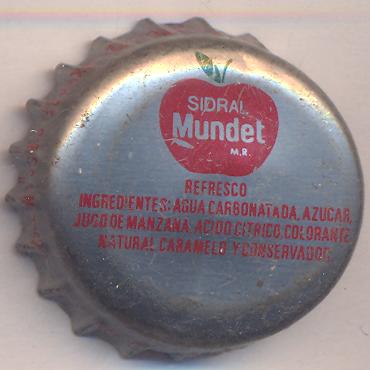 SIDRAL
Mundet
M.R.
REFRESCO
INGREDIENTES: AGUA CARBONATADA, AZUCAR,
JUGO DE MANZANA, ACIDO CITRICO, COLORANTE
NATURAL CARAMELO Y CONSERVADOR